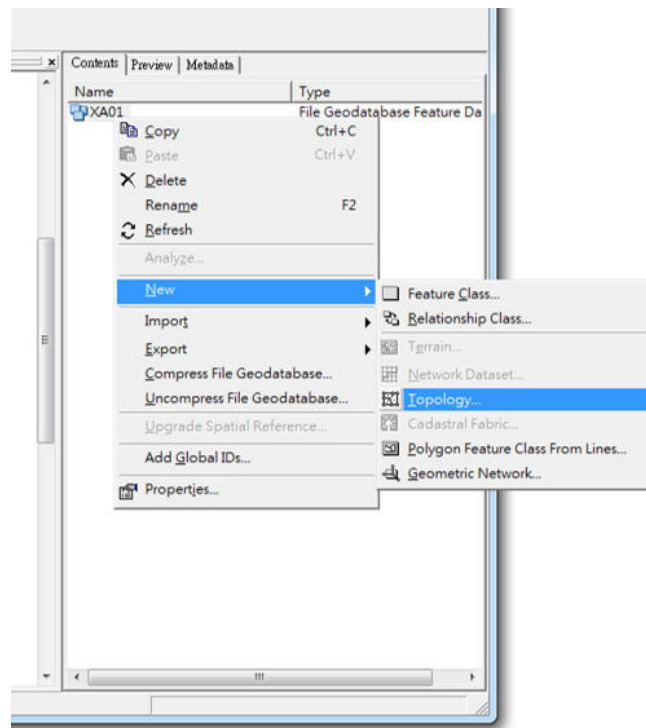 Contents Preview Metadata
Name Type
XA01 File Geodatabase Feature Da
Copy Ctrl+C
Paste Ctrl+V
Delete
Rename F2
Refresh
Analyze...
New
Import
Export
Compress File Geodatabase...
Uncompress File Geodatabase...
Upgrade Spatial Reference...
Add Global IDs...
Properties...
Feature Class...
Relationship Class...
Terrain...
Network Dataset...
Topology...
Cadastral Fabric...
Polygon Feature Class From Lines...
Geometric Network...